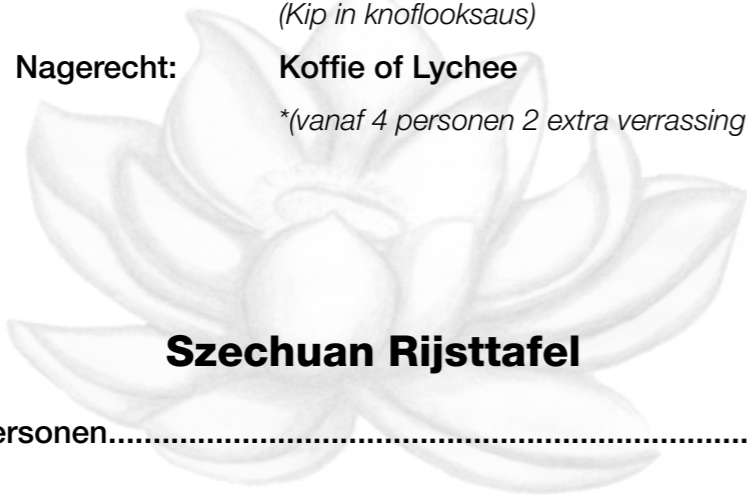 (Kip in knoflooksaus)
Nagerecht: Koffie of Lychee
*(vanaf 4 personen 2 extra verrassing
Szechuan Rijsttafel
ersonen................................................................................